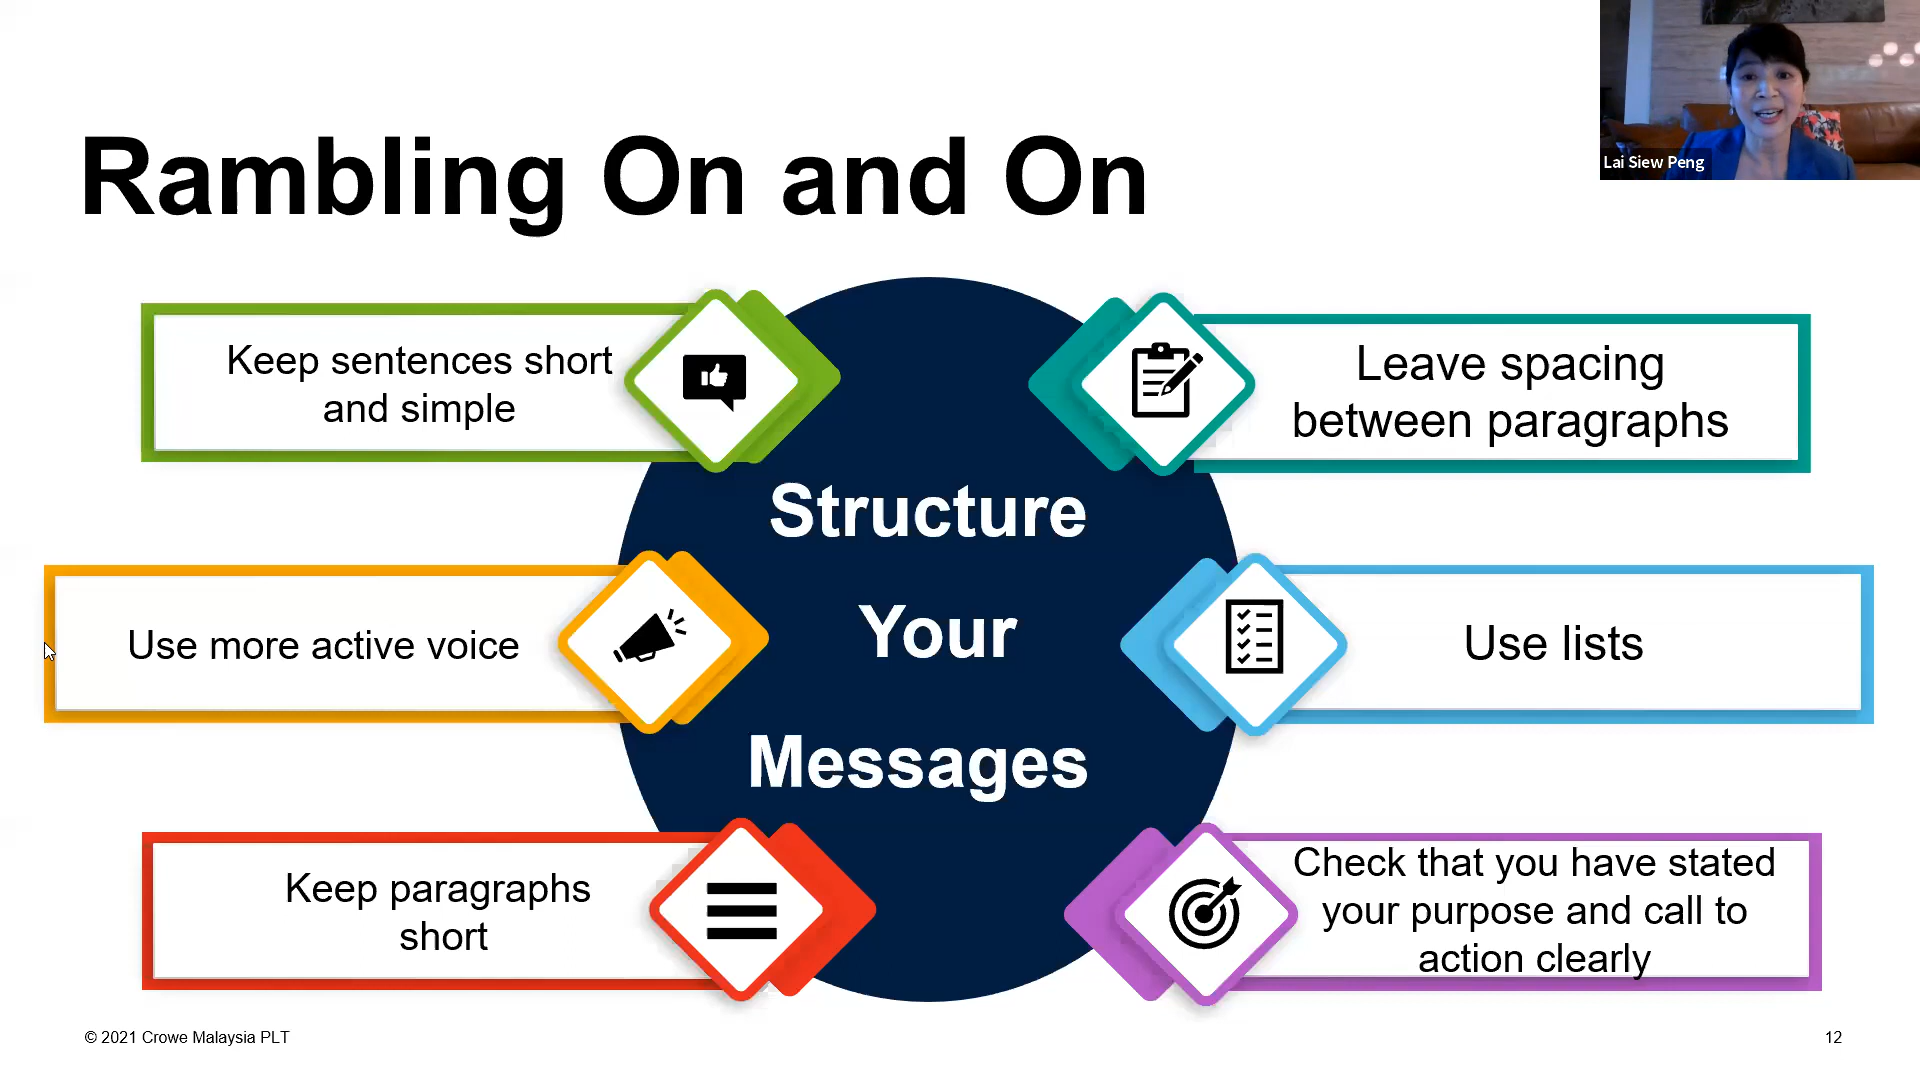 Lai Siew Peng
Rambling On and On
Keep sentences short
and simple
Use more active voice
Keep paragraphs
short
Structure
Your
Messages
Leave spacing
between paragraphs
Use lists
Check that you have stated
your purpose and call to
action clearly
© 2021 Crowe Malaysia PLT
12